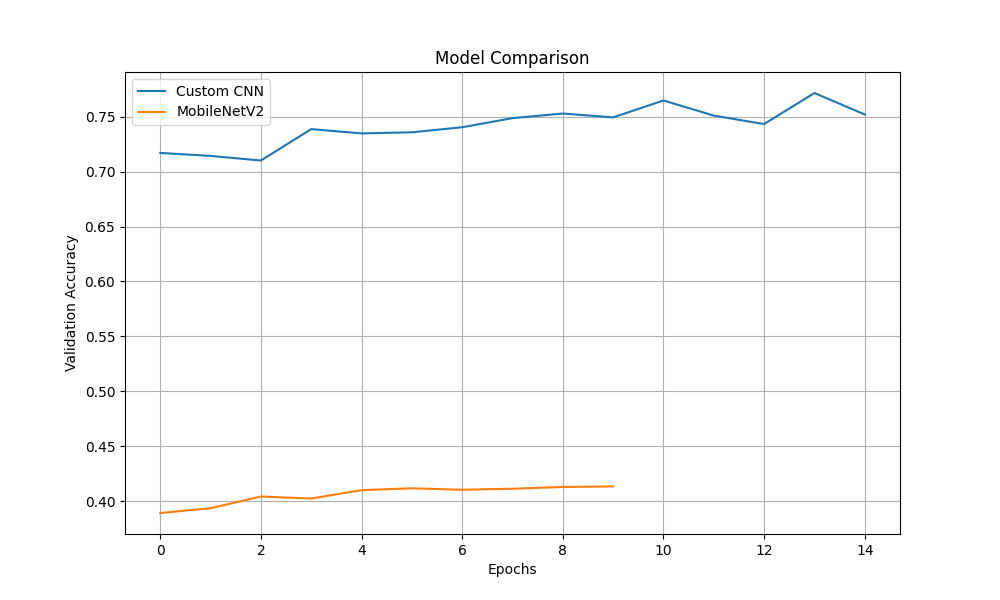 Model Comparison
Custom CNN
MobileNetV2
0.75
0.70
0.65
0.60
0.55
0.50
0.45
0.40
Validation Accuracy
0 2 4 6 8 10 12 14
Epochs